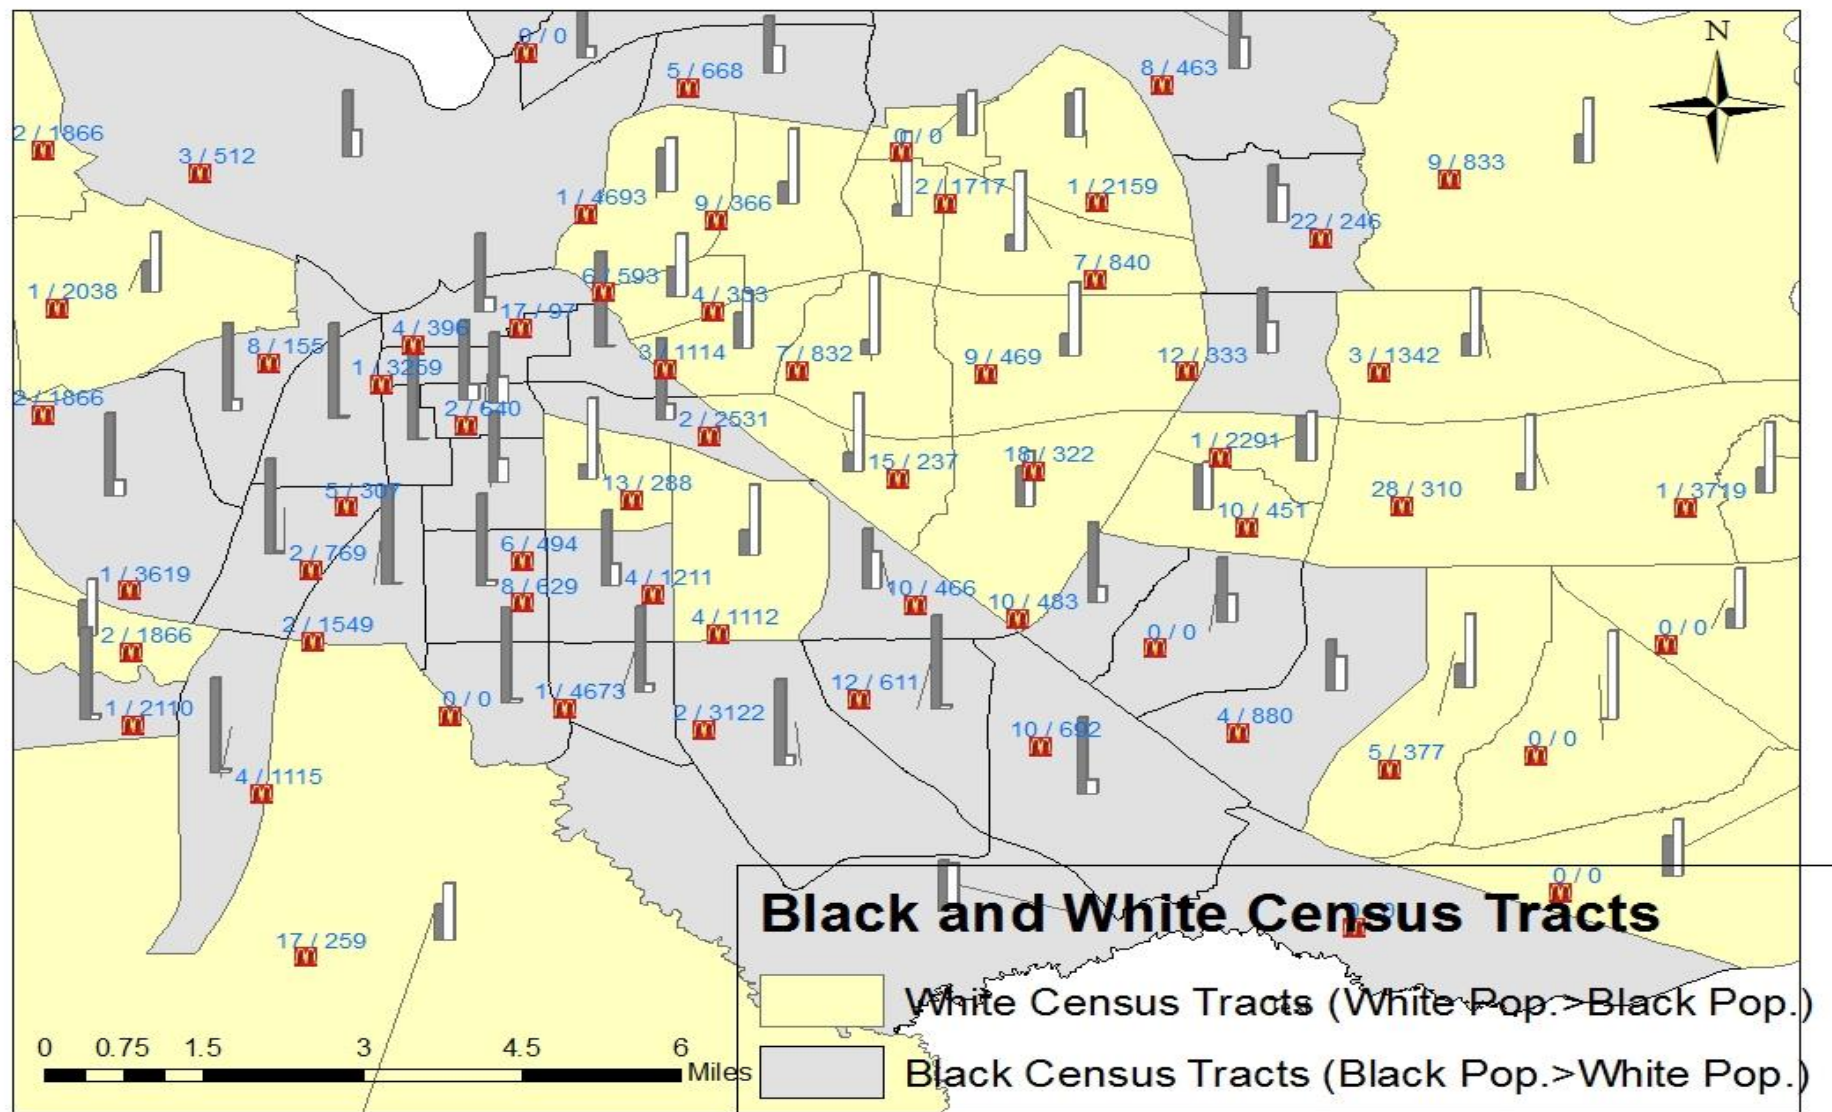 0 / 0
N
5 / 668
8 / 463
2 / 1866
0 / 0
3 / 512
9 / 833
1 / 4693
9 / 366
2 / 1717
1 / 2159
22 / 246
7 / 840
6 / 593
1 / 2038
4 / 333
17 / 97
4 / 396
8 / 155
3 / 1114
7 / 832
9 / 469
12 / 333
3 / 1342
1 / 3259
2 / 1866
2 / 640
2 / 2531
1 / 2291
15 / 237
18 / 322
13 / 288
28 / 310
5 / 307
1 / 3719
10 / 451
6 / 494
2 / 769
1 / 3619
4 / 1211
8 / 629
10 / 466
10 / 483
4 / 1112
2 / 1549
2 / 1866
0 / 0
0 / 0
12 / 611
1 / 4673
0 / 0
1 / 2110
2 / 3122
4 / 880
10 / 692
0 / 0
5 / 377
4 / 1115
0 / 0
Black and White Census Tracts
17 / 259
White Census Tracts (White Pop.>Black Pop.)
0 0.75 1.5 3 4.5 6
Miles
Black Census Tracts (Black Pop.>White Pop.)